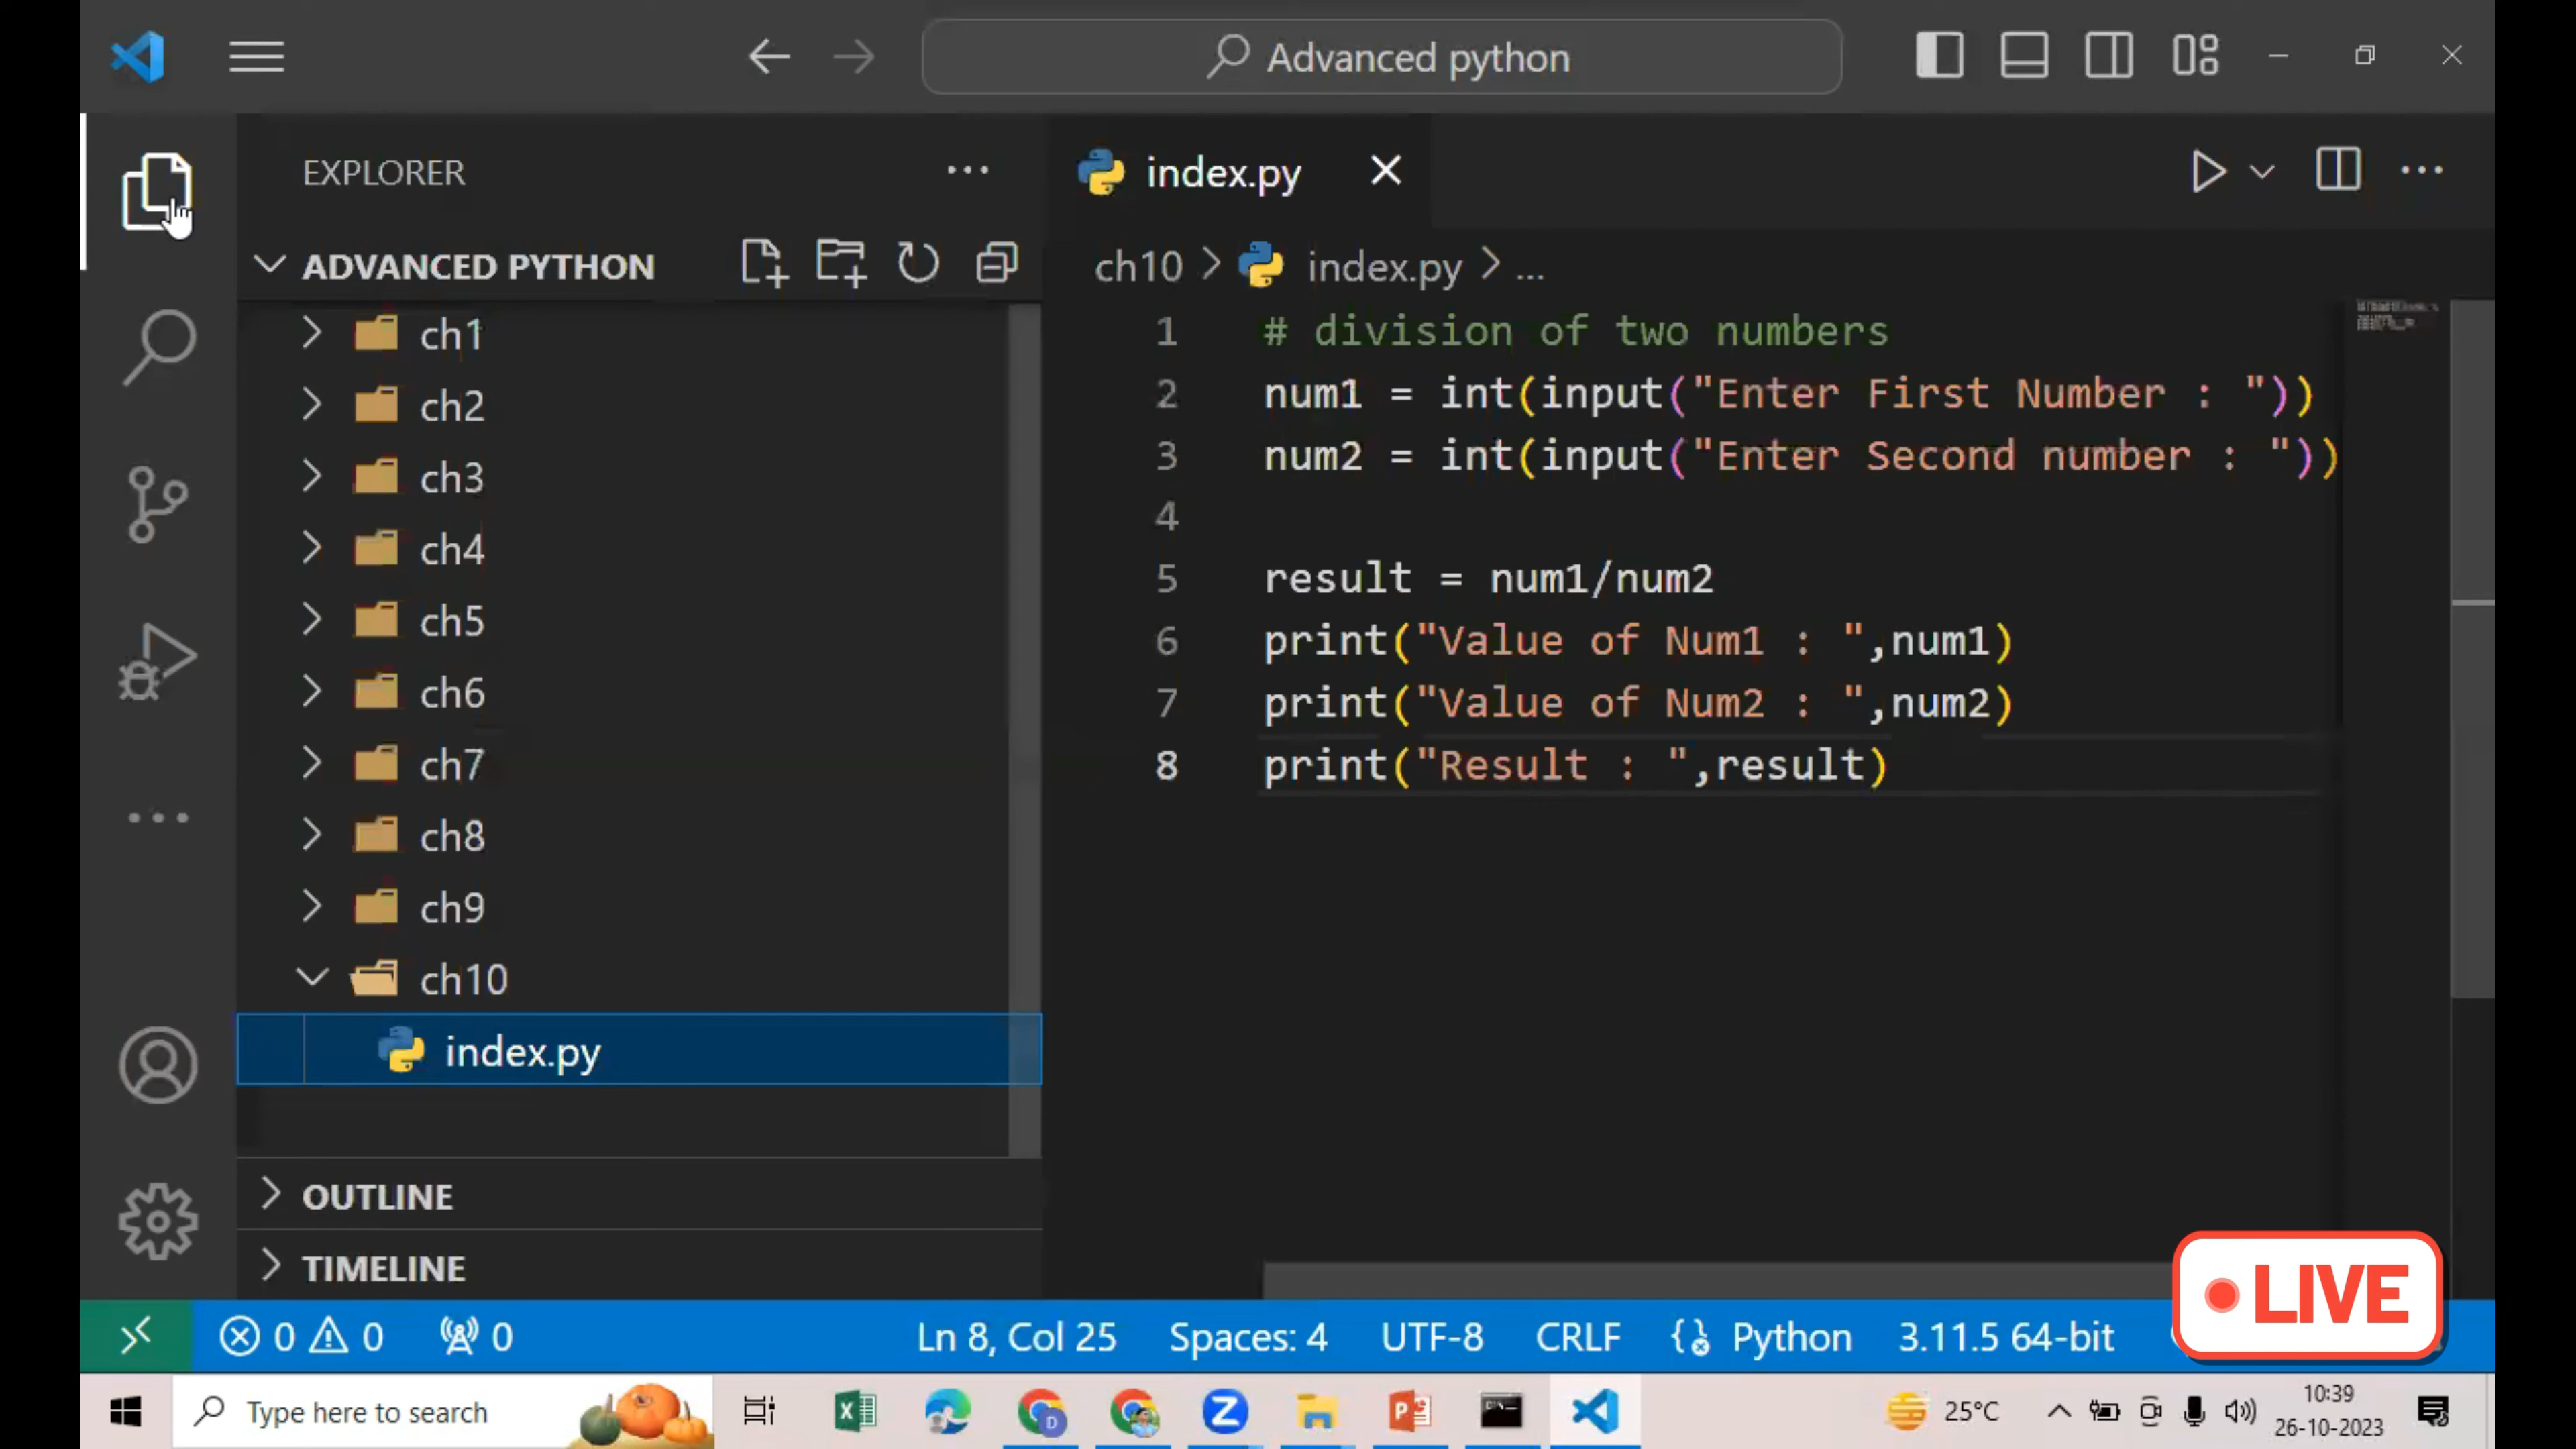 Advanced python
EXPLORER
ADVANCED PYTHON
ch1
ch2
ch3
ch4
ch5
ch6
ch7
ch8
ch9
ch10
index.py
OUTLINE
TIMELINE
index.py
ch10 > index.py > ...
1 # division of two numbers
2 num1 = int(input("Enter First Number : "))
3 num2 = int(input("Enter Second number : "))
4
5 result = num1/num2
6 print("Value of Num1 : ",num1)
7 print("Value of Num2 : ",num2)
8 print("Result : ",result)
LIVE
0 0 0 Ln 8, Col 25 Spaces: 4 UTF-8 CRLF Python 3.11.5 64-bit
Type here to search
25°C
10:39
26-10-2023